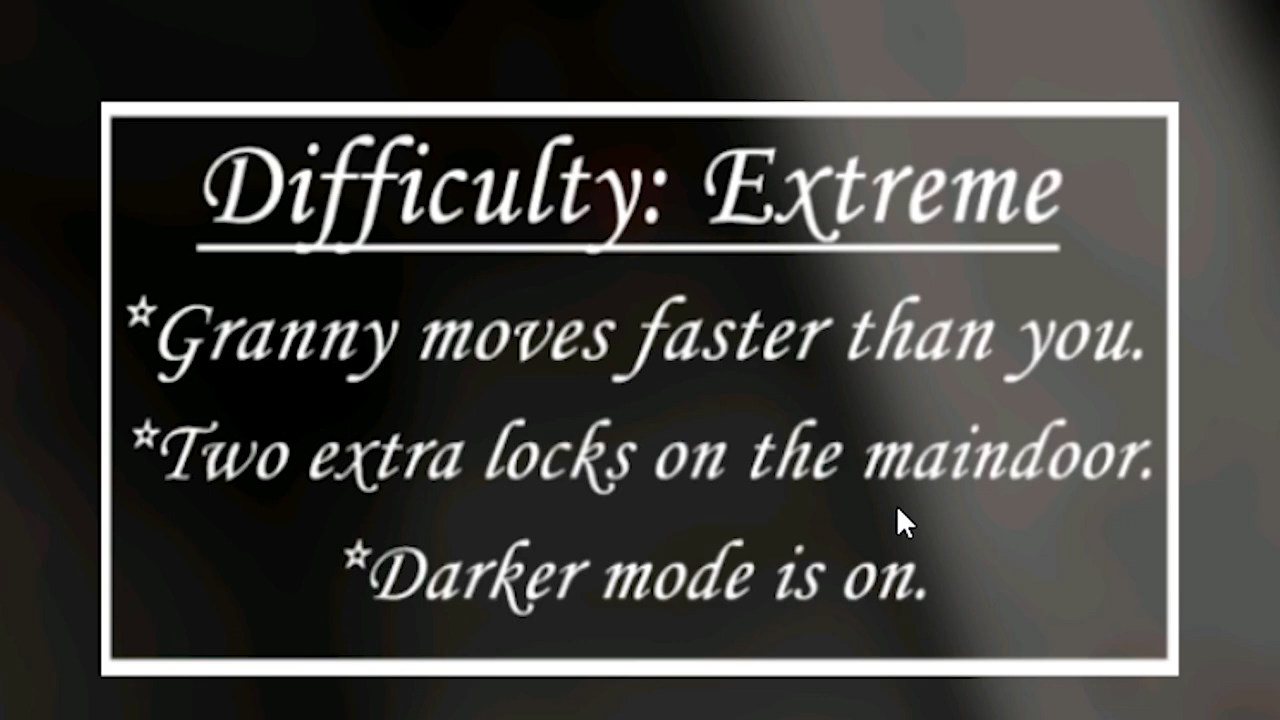 Difficulty: Extreme
*Granny moves faster than you.
*Two extra locks on the maindoor.
*Darker mode is on.